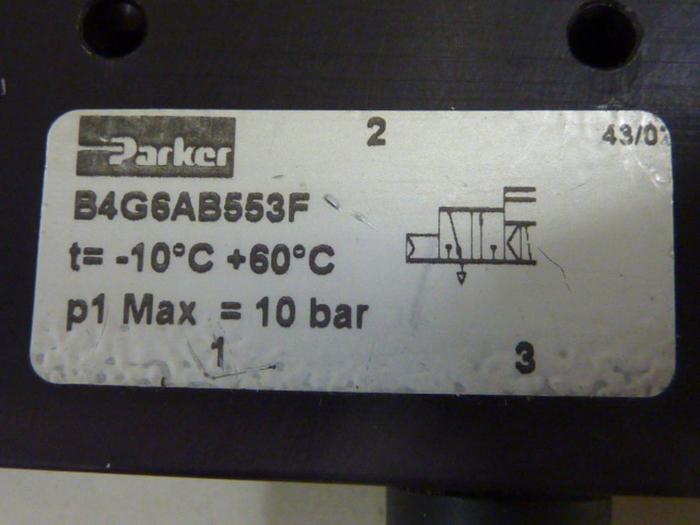 Parker
2
43/0
B4G6AB553F
t= -10°C +60°C
p1 Max = 10 bar
1
3